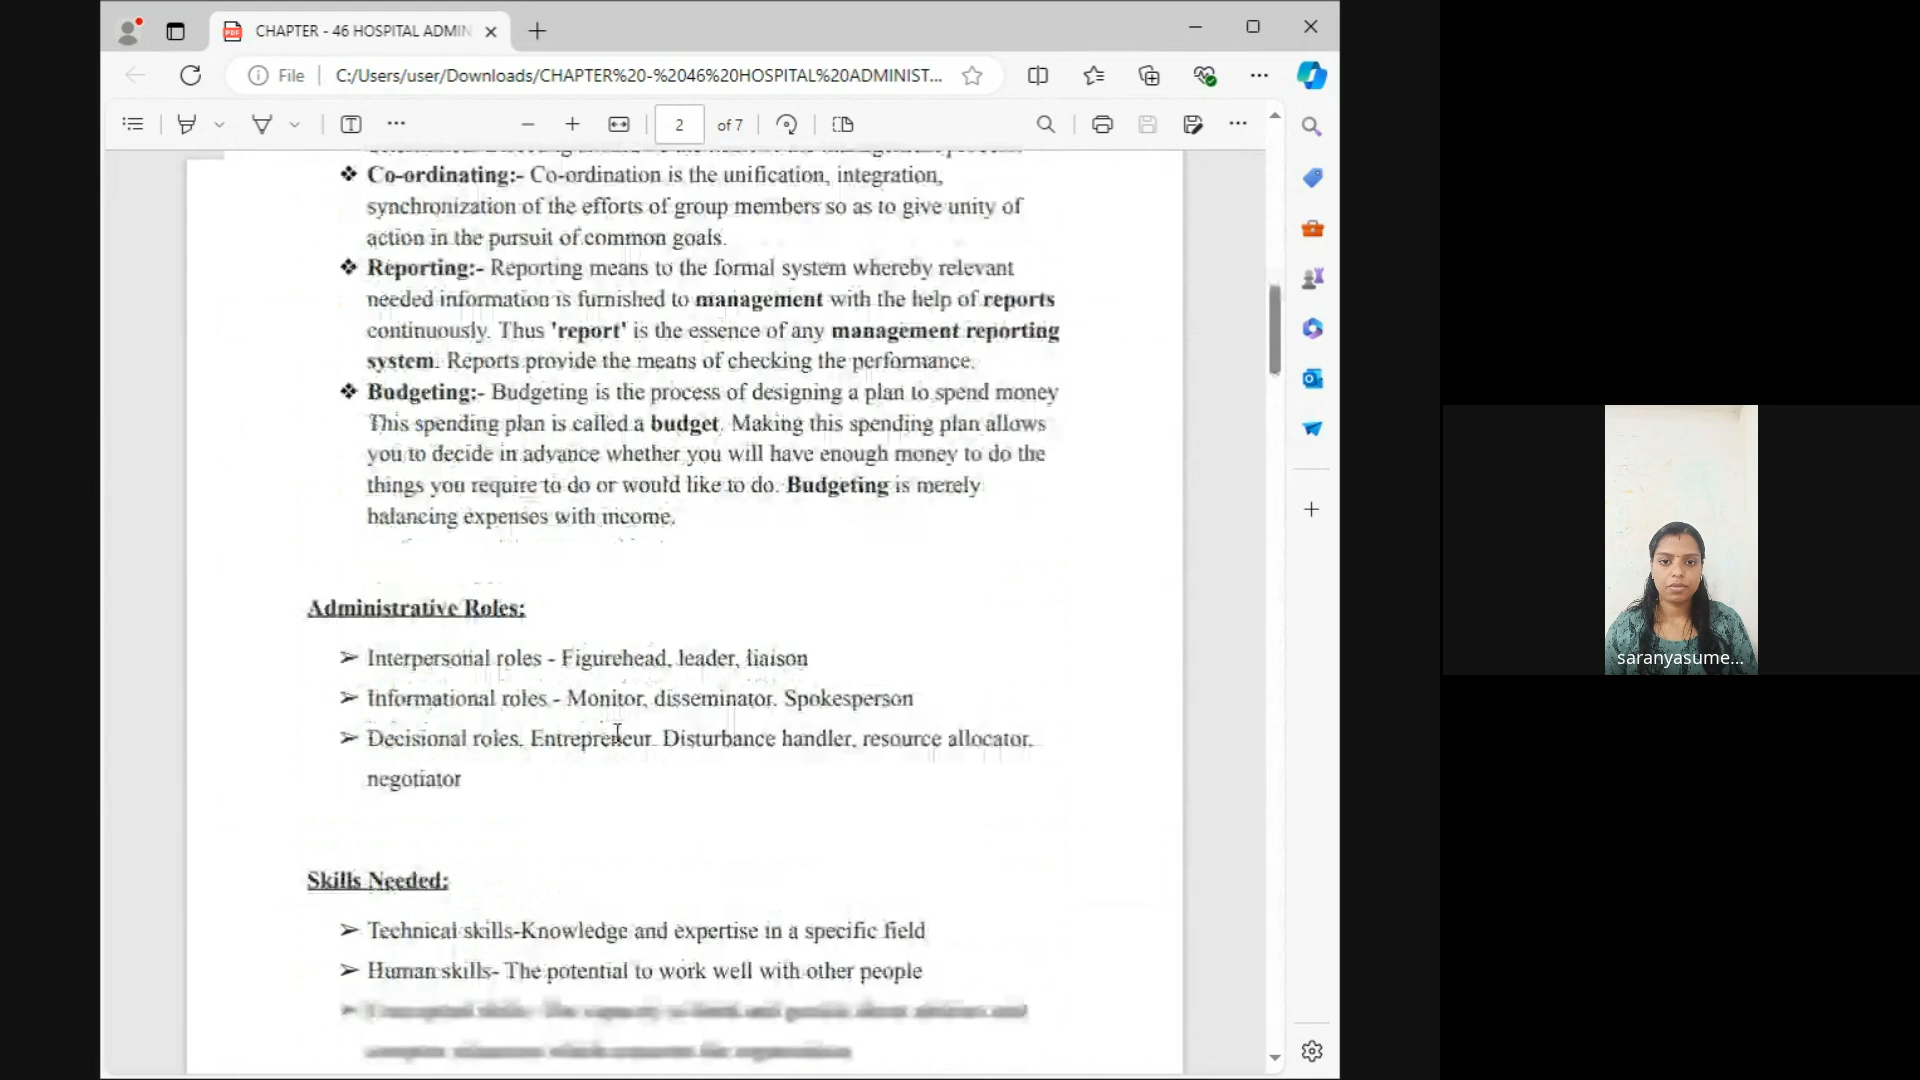 CHAPTER - 46 HOSPITAL ADMIN
File
C:/Users/user/Downloads/CHAPTER%20-%2046%20HOSPITAL%20ADMINIST...
2 of 7
❖ Co-ordinating:- Co-ordination is the unification, integration,
synchronization of the efforts of group members so as to give unity of
action in the pursuit of common goals.
❖ Reporting:- Reporting means to the formal system whereby relevant
needed information is furnished to management with the help of reports
continuously. Thus 'report' is the essence of any management reporting
system. Reports provide the means of checking the performance.
❖ Budgeting:- Budgeting is the process of designing a plan to spend money
This spending plan is called a budget. Making this spending plan allows
you to decide in advance whether you will have enough money to do the
things you require to do or would like to do. Budgeting is merely
balancing expenses with income.
Administrative Roles:
➢ Interpersonal roles - Figurehead, leader, liaison
➢ Informational roles - Monitor, disseminator. Spokesperson
➢ Decisional roles. Entrepreneur. Disturbance handler, resource allocator.
negotiator
Skills Needed:
➢ Technical skills-Knowledge and expertise in a specific field
➢ Human skills- The potential to work well with other people
saranyasume...